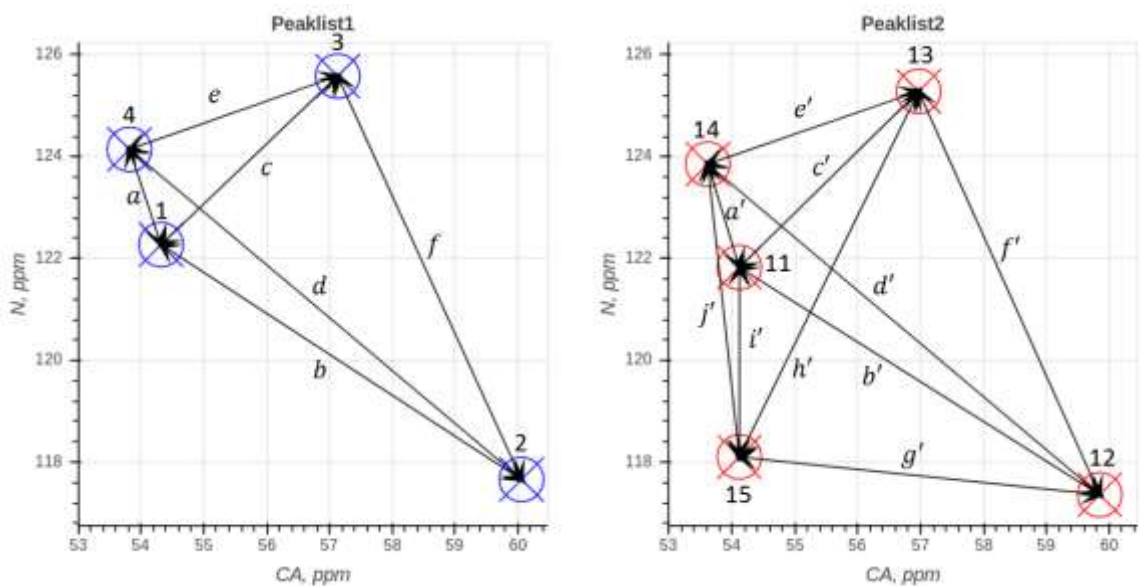 Peaklist1
3
126
e
4
124
c
a
1
122
f
d
b
120
2
118
53
54
55
56
57
58
59
60
CA, ppm
N, ppm
Peaklist2
13
126
e′
14
124
c′
a′
122
11
f′
d′
j′
i′
h′
b′
120
12
g′
118
15
53
54
55
56
57
58
59
60
CA, ppm
N, ppm